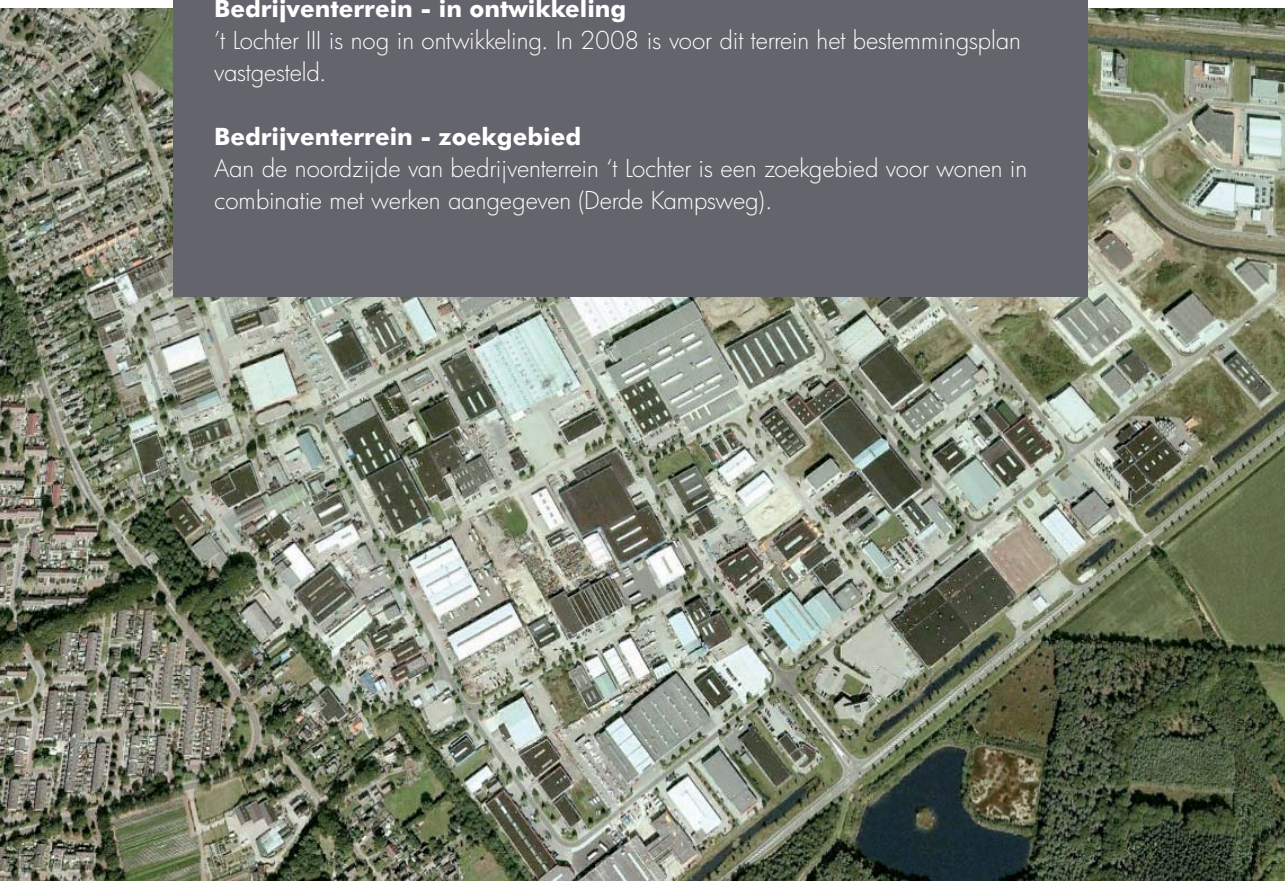 Bedrijventerrein - in ontwikkeling
‘t Lochter III is nog in ontwikkeling. In 2008 is voor dit terrein het bestemmingsplan
vastgesteld.
Bedrijventerrein - zoekgebied
Aan de noordzijde van bedrijventerrein ‘t Lochter is een zoekgebied voor wonen in
combinatie met werken aangegeven (Derde Kampsweg).